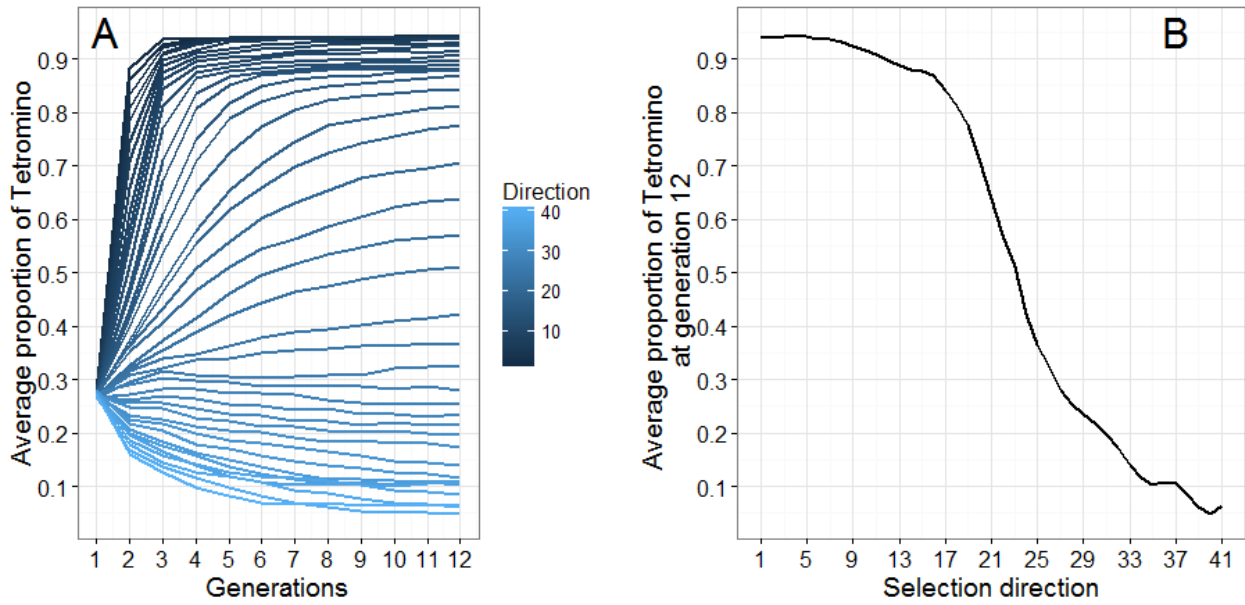 A
Average proportion of Tetromino
0.9
0.8
0.7
0.6
0.5
0.4
0.3
0.2
0.1
1 2 3 4 5 6 7 8 9 10 11 12
Generations
Direction
40
30
20
10
B
Average proportion of Tetromino
at generation 12
0.9
0.8
0.7
0.6
0.5
0.4
0.3
0.2
0.1
1 5 9 13 17 21 25 29 33 37 41
Selection direction